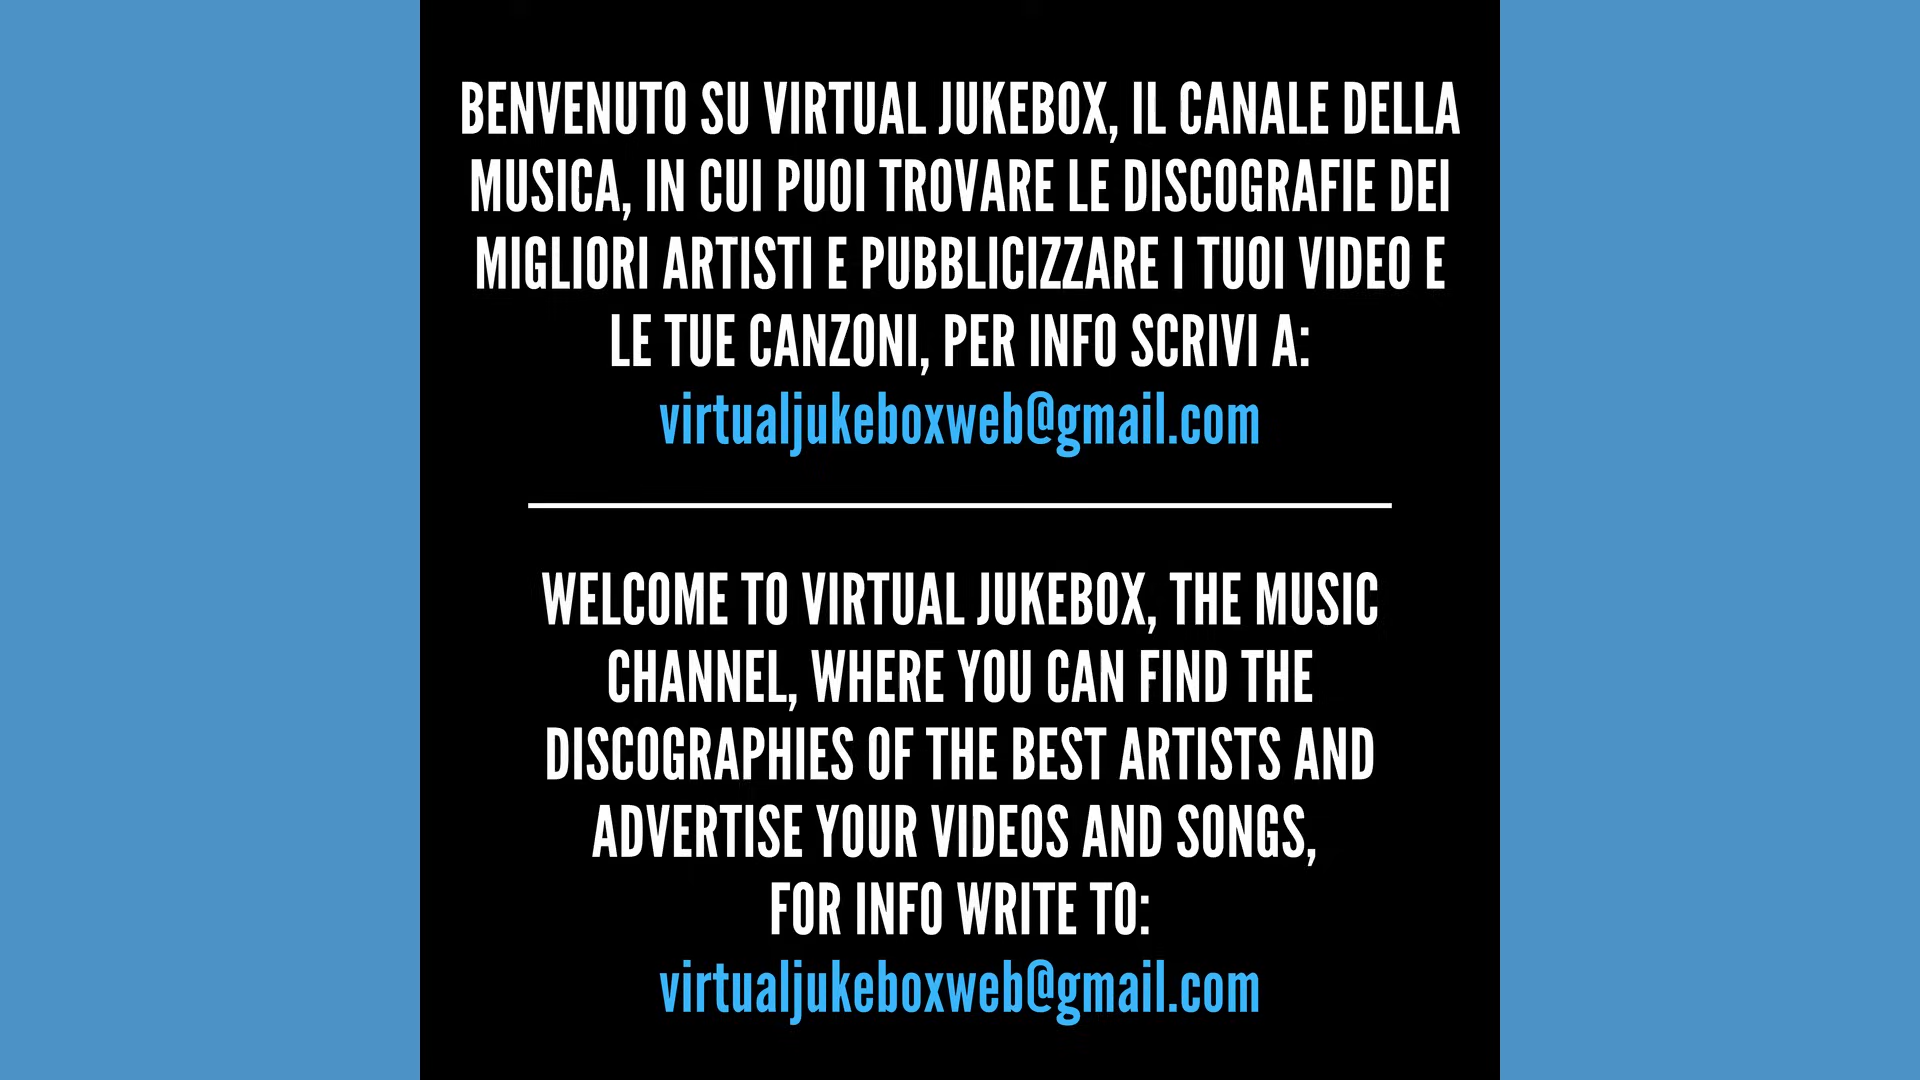 BENVENUTO SU VIRTUAL JUKEBOX, IL CANALE DELLA
MUSICA, IN CUI PUOI TROVARE LE DISCOGRAFIE DEI
MIGLIORI ARTISTI E PUBBLICIZZARE I TUOI VIDEO E
LE TUE CANZONI, PER INFO SCRIVI A:
virtualjukeboxweb@gmail.com
WELCOME TO VIRTUAL JUKEBOX, THE MUSIC
CHANNEL, WHERE YOU CAN FIND THE
DISCOGRAPHIES OF THE BEST ARTISTS AND
ADVERTISE YOUR VIDEOS AND SONGS,
FOR INFO WRITE TO:
virtualjukeboxweb@gmail.com